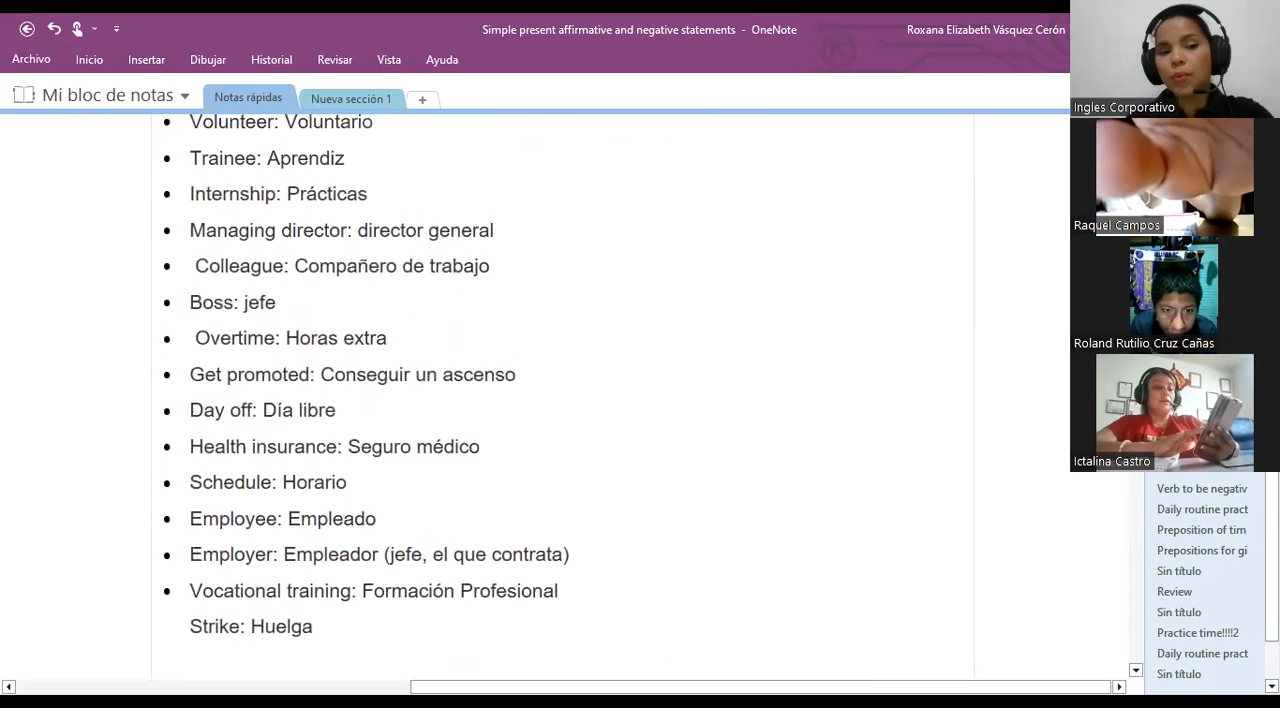 Simple present affirmative and negative statements - OneNote
Roxana Elizabeth Vásquez Cerón
Archivo
Inicio
Insertar
Dibujar
Historial
Revisar
Vista
Ayuda
Mi bloc de notas
Notas rápidas
Nueva sección 1
• Volunteer: Voluntario
• Trainee: Aprendiz
• Internship: Prácticas
• Managing director: director general
• Colleague: Compañero de trabajo
• Boss: jefe
• Overtime: Horas extra
• Get promoted: Conseguir un ascenso
• Day off: Día libre
• Health insurance: Seguro médico
• Schedule: Horario
• Employee: Empleado
• Employer: Empleador (jefe, el que contrata)
• Vocational training: Formación Profesional
Strike: Huelga
Ingles Corporativo
Raquel Campos
Roland Rutilio Cruz Cañas
Ictalina Castro
Verb to be negativ
Daily routine pract
Preposition of tim
Prepositions for gi
Sin título
Review
Sin título
Practice time!!!!2
Daily routine pract
Sin título